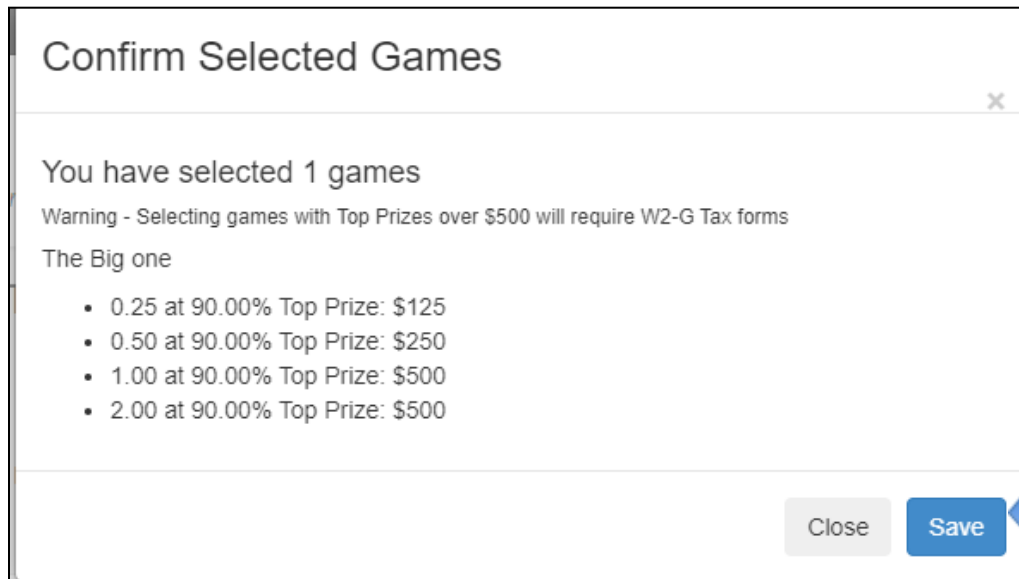 Confirm Selected Games
×
You have selected 1 games
Warning - Selecting games with Top Prizes over $500 will require W2-G Tax forms
The Big one
• 0.25 at 90.00% Top Prize: $125
• 0.50 at 90.00% Top Prize: $250
• 1.00 at 90.00% Top Prize: $500
• 2.00 at 90.00% Top Prize: $500
Close Save